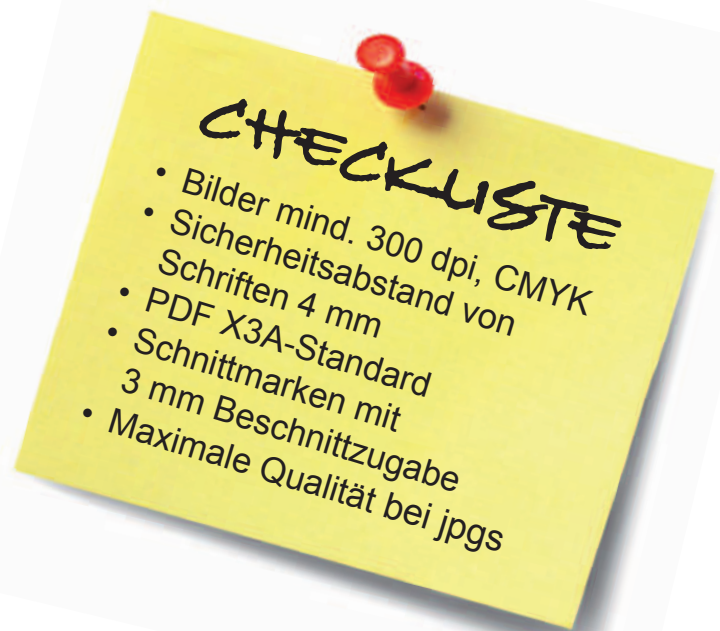 CHECKLISTE
• Bilder mind. 300 dpi, CMYK
• Sicherheitsabstand von
Schriften 4 mm
• PDF X3A-Standard
• Schnittmarken mit
3 mm Beschnittzugabe
• Maximale Qualität bei jpgs